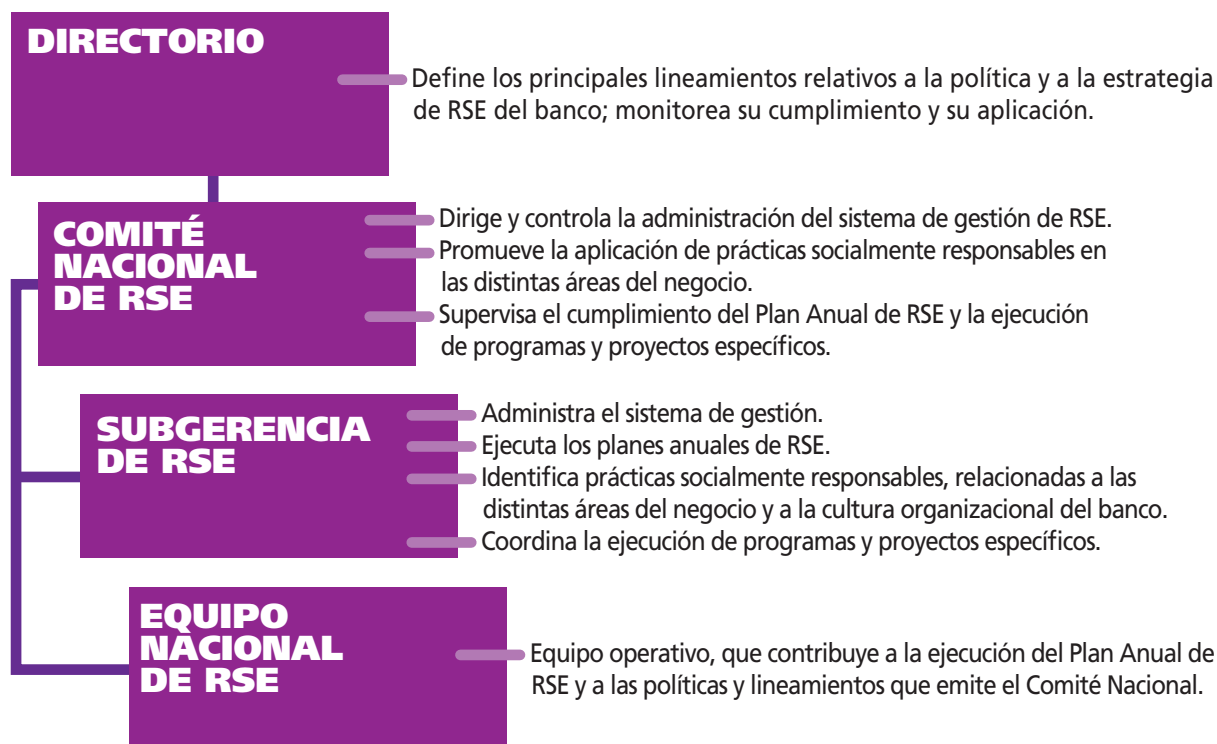 DIRECTORIO
Define los principales lineamientos relativos a la política y a la estrategia
de RSE del banco; monitorea su cumplimiento y su aplicación.
COMITÉ
NACIONAL
DE RSE
Dirige y controla la administración del sistema de gestión de RSE.
Promueve la aplicación de prácticas socialmente responsables en
las distintas áreas del negocio.
Supervisa el cumplimiento del Plan Anual de RSE y la ejecución
de programas y proyectos específicos.
SUBGERENCIA
DE RSE
Administra el sistema de gestión.
Ejecuta los planes anuales de RSE.
Identifica prácticas socialmente responsables, relacionadas a las
distintas áreas del negocio y a la cultura organizacional del banco.
Coordina la ejecución de programas y proyectos específicos.
EQUIPO
NACIONAL
DE RSE
Equipo operativo, que contribuye a la ejecución del Plan Anual de
RSE y a las políticas y lineamientos que emite el Comité Nacional.